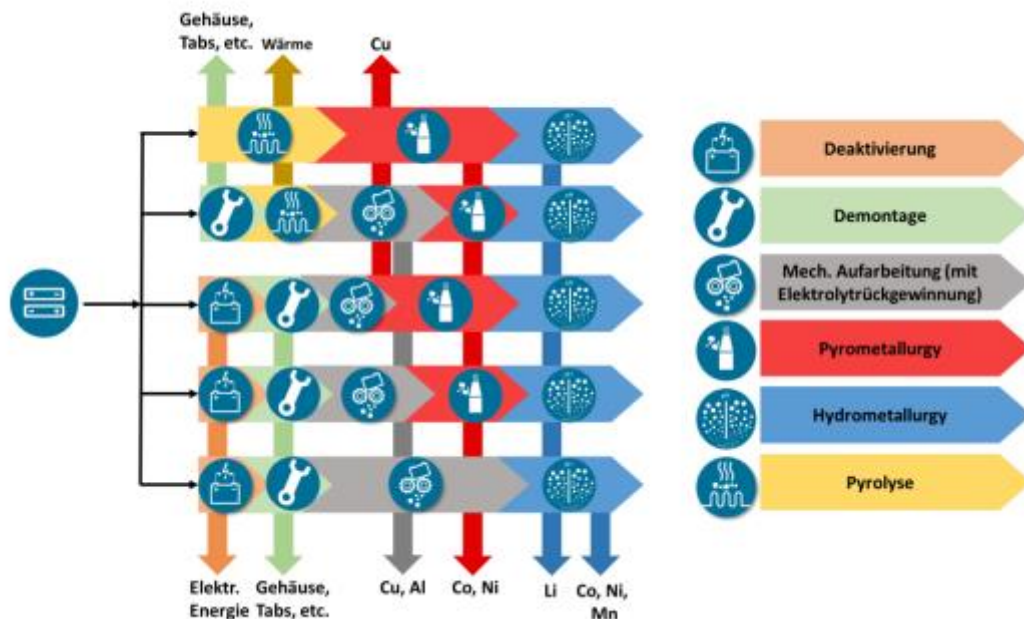 Gehäuse,
Tabs, etc.
Wärme
Cu
Elektr.
Energie
Gehäuse,
Tabs, etc.
Cu, Al
Co, Ni
Li
Co, Ni,
Mn
Deaktivierung
Demontage
Mech. Aufarbeitung (mit
Elektrolytrückgewinnung)
Pyrometallurgy
Hydrometallurgy
Pyrolyse